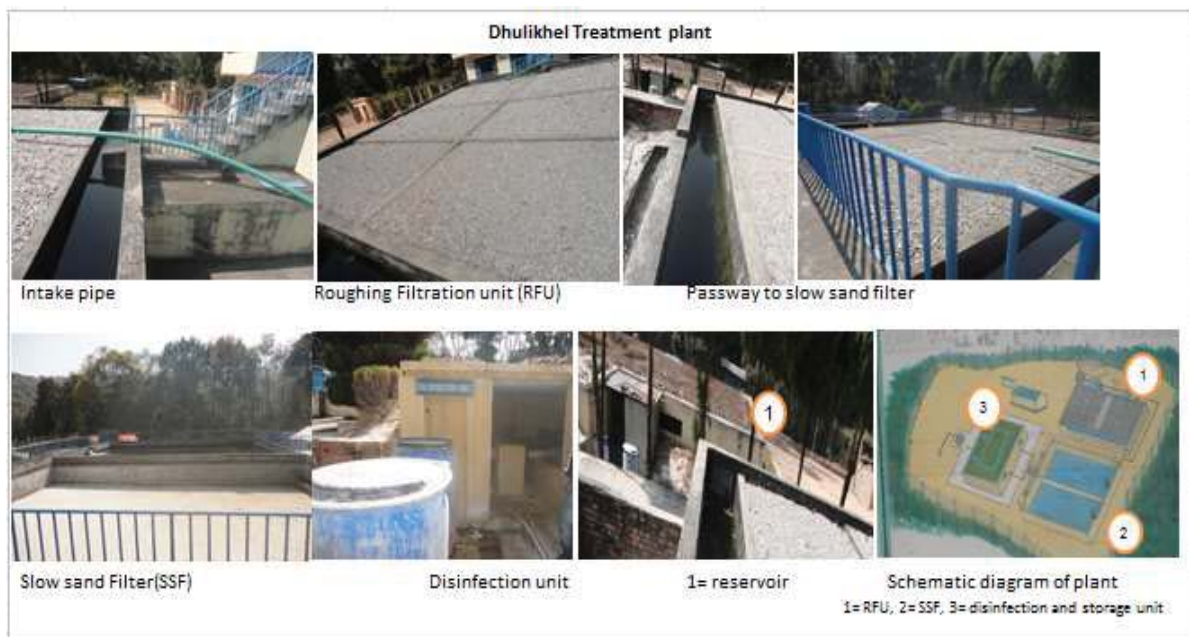 Dhulikhel Treatment plant
Intake pipe
Roughing Filtration unit (RFU)
Passway to slow sand filter
1
1
3
2
Slow sand Filter(SSF)
Disinfection unit
1= reservoir
Schematic diagram of plant
1= RFU, 2= SSF, 3= disinfection and storage unit